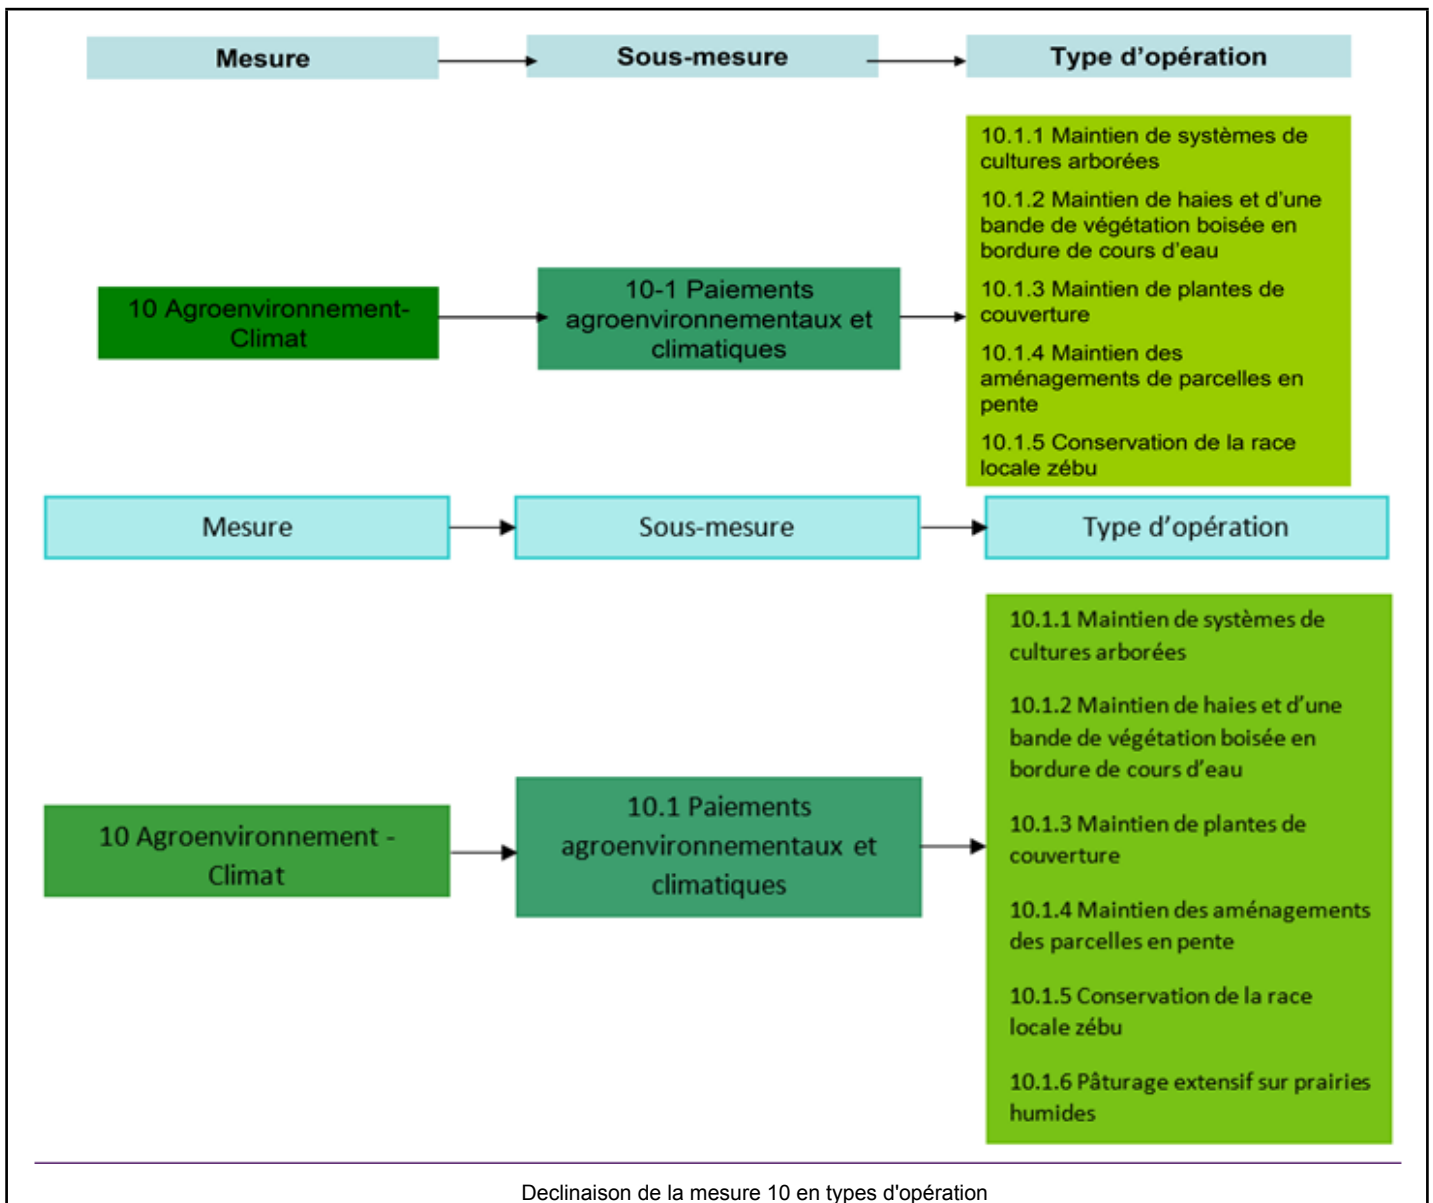 Mesure
Sous-mesure
Type d'opération
10 Agroenvironnement-
Climat
10-1 Paiements
agroenvironnementaux et
climatiques
10.1.1 Maintien de systèmes de
cultures arborées
10.1.2 Maintien de haies et d'une
bande de végétation boisée en
bordure de cours d'eau
10.1.3 Maintien de plantes de
couverture
10.1.4 Maintien des
aménagements de parcelles en
pente
10.1.5 Conservation de la race
locale zébu
Mesure
Sous-mesure
Type d'opération
10 Agroenvironnement -
Climat
10.1 Paiements
agroenvironnementaux et
climatiques
10.1.1 Maintien de systèmes de
cultures arborées
10.1.2 Maintien de haies et d'une
bande de végétation boisée en
bordure de cours d'eau
10.1.3 Maintien de plantes de
couverture
10.1.4 Maintien des aménagements
des parcelles en pente
10.1.5 Conservation de la race
locale zébu
10.1.6 Pâturage extensif sur prairies
humides
Declinaison de la mesure 10 en types d'opération